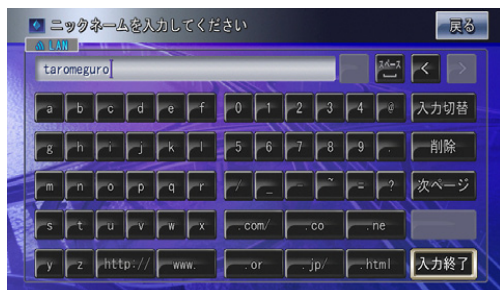 ニックネームを入力してください 戻る
LAN
taromeguro スペース < >
a b c d e f 0 1 2 3 4 @ 入力切替
g h i j k l 5 6 7 8 9 . 削除
m n o p q r / _ - ~ = ? 次ページ
s t u v w x .com/ .co .ne
y z http:// www. .or .jp/ .html 入力終了